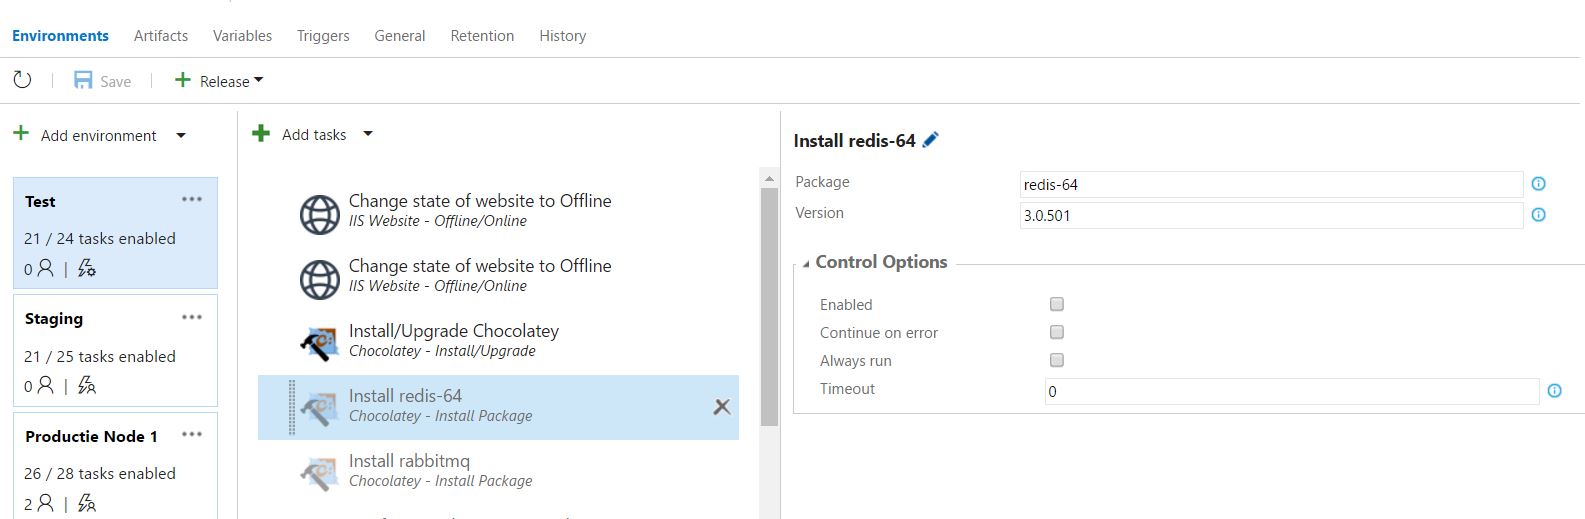 Environments Artifacts Variables Triggers General Retention History
Save Release
Add environment
Test
21 / 24 tasks enabled
0
Staging
21 / 25 tasks enabled
0
Productie Node 1
26 / 28 tasks enabled
2
Add tasks
Change state of website to Offline
IIS Website - Offline/Online
Change state of website to Offline
IIS Website - Offline/Online
Install/Upgrade Chocolatey
Chocolatey - Install/Upgrade
Install redis-64
Chocolatey - Install Package
Install rabbitmq
Chocolatey - Install Package
Install redis-64
Package redis-64
Version 3.0.501
Control Options
Enabled
Continue on error
Always run
Timeout 0